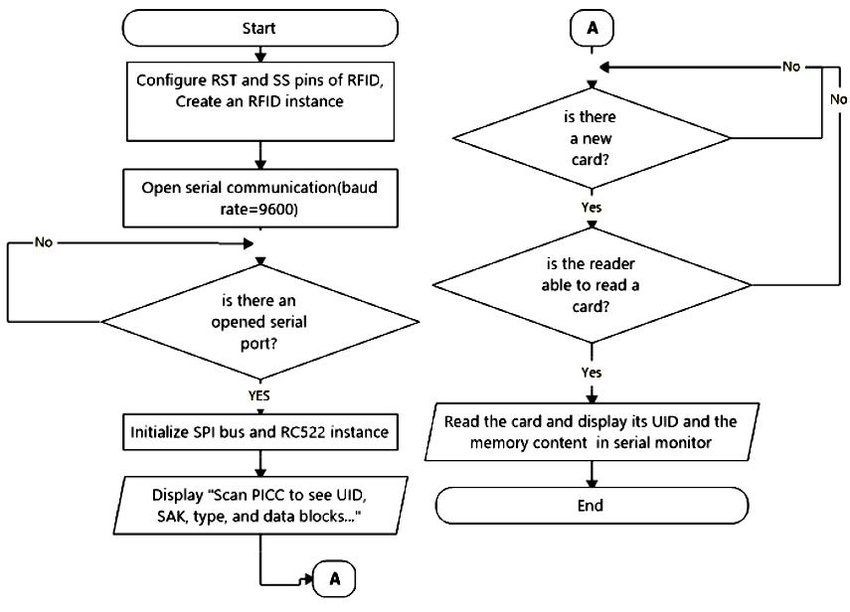 Start
Configure RST and SS pins of RFID,
Create an RFID instance
Open serial communication(baud
rate=9600)
No
is there an
opened serial
port?
YES
Initialize SPI bus and RC522 instance
Display "Scan PICC to see UID,
SAK, type, and data blocks..."
A
A
No
No
is there
a new
card?
Yes
is the reader
able to read a
card?
Yes
Read the card and display its UID and the
memory content in serial monitor
End